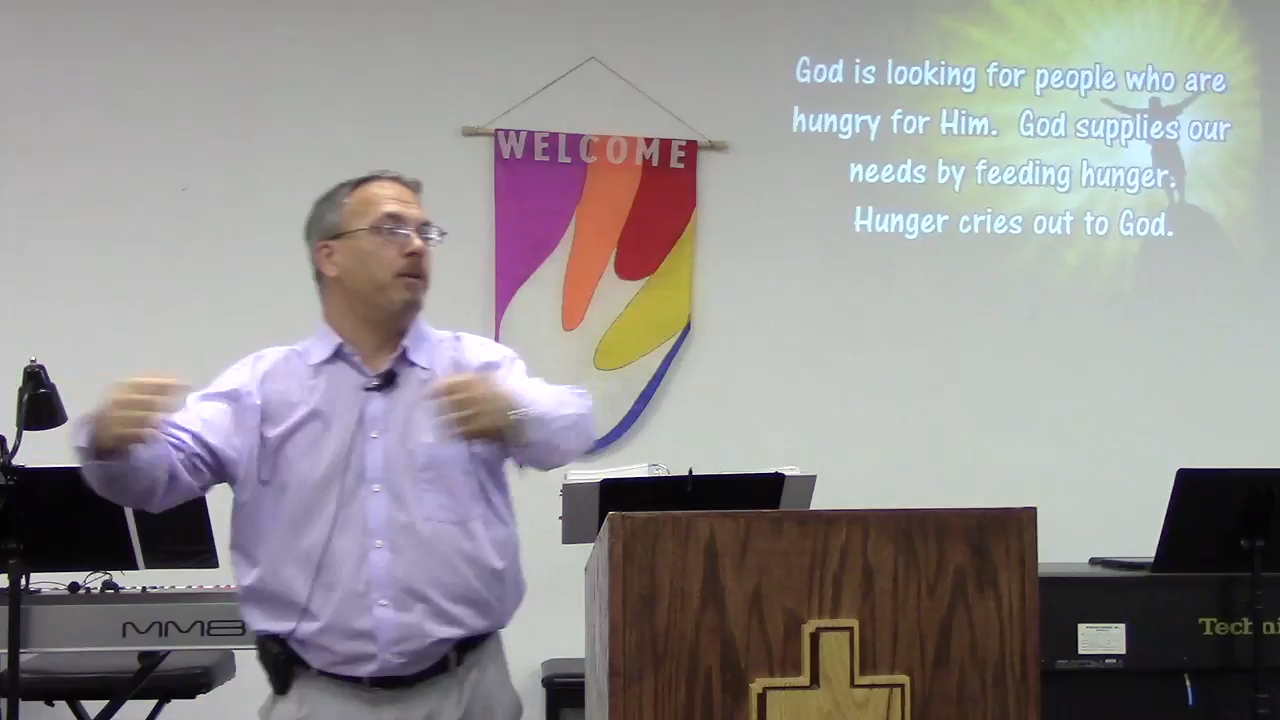 WELCOME
God is looking for people who are
hungry for Him. God supplies our
needs by feeding hunger.
Hunger cries out to God.
MM8
Techni